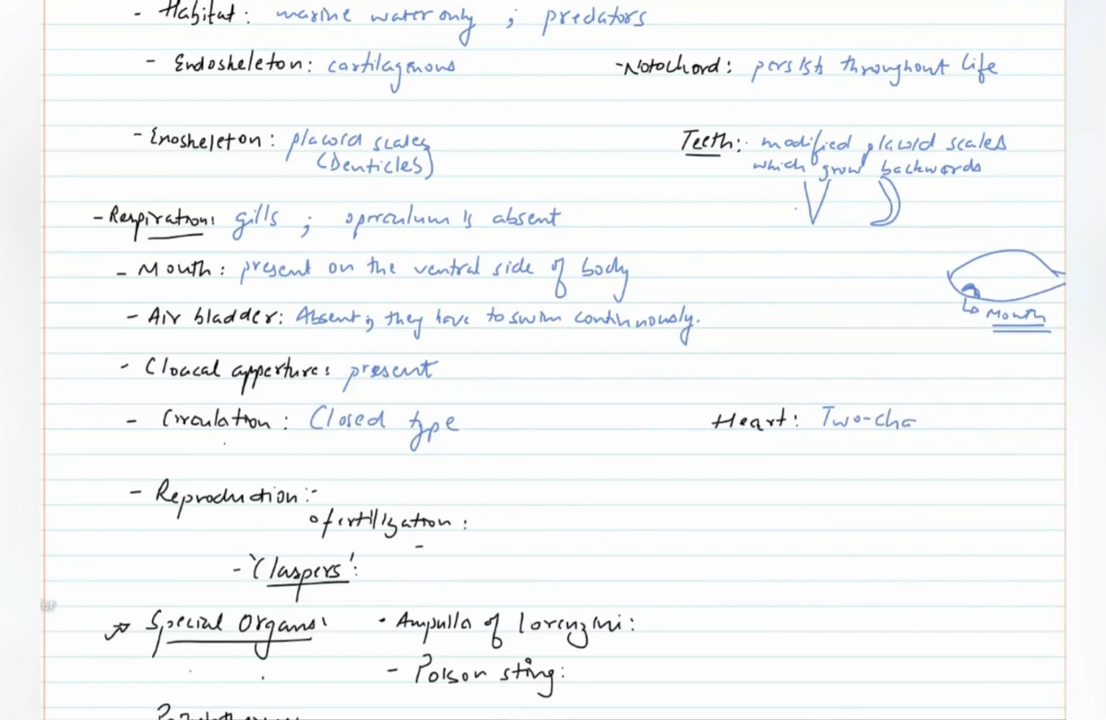 - Habitat: marine water only ; predators
- Endoskeleton: cartilagenous -Notochord: persists throughout life
- Exoskeleton: placoid scales Teeth: modified placoid scales
(Denticles) which grow backwords
- Respiration: gills ; operculum is absent
- Mouth: present on the ventral side of body
- Air bladder: Absent; they have to swim continuously. Mouth
- Cloacal apperture: present
- Circulation: Closed type Heart: Two-cha
- Reproduction:-
fertilization:
-
- 'Claspers':
Special Organs: • Ampulla of lorenzini:
- Poison sting: